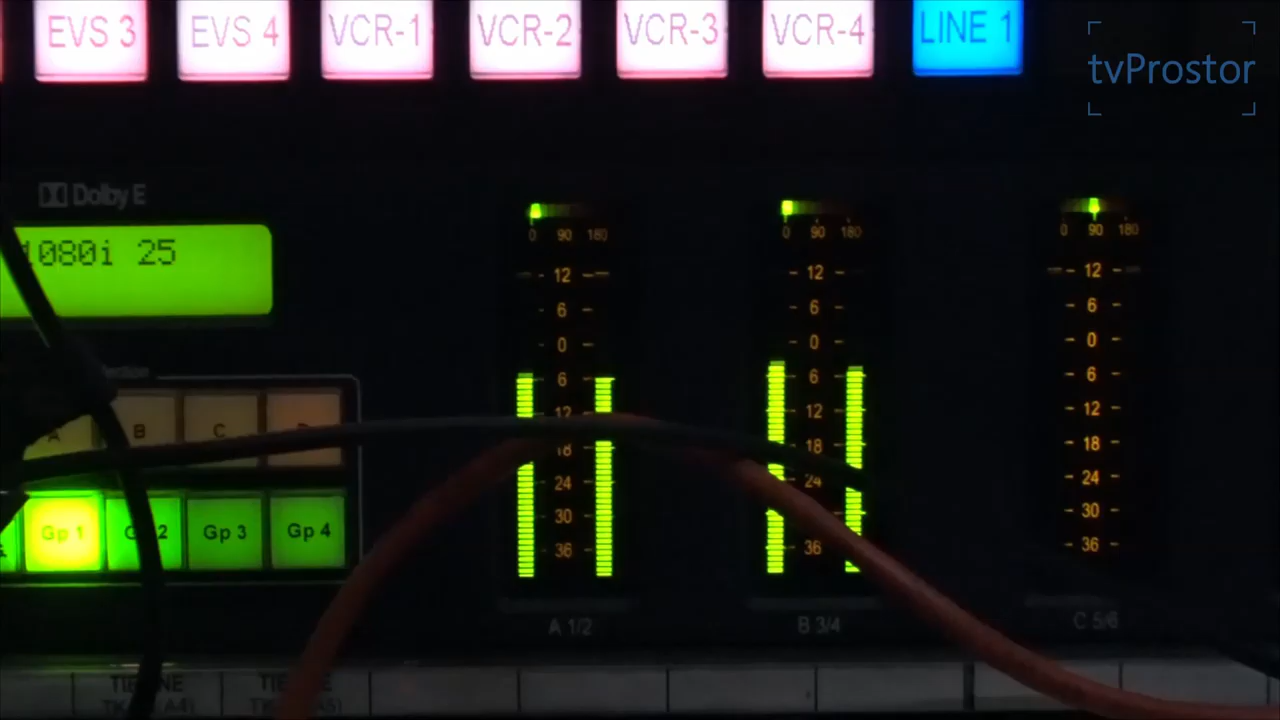 EVS 3
EVS 4
VCR-1
VCR-2
VCR-3
VCR-4
LINE 1
tvProstor
Dolby E
1080i 25
A
B
C
Gp 1
2
Gp 3
Gp 4
0 90 180
12
6
0
6
12
18
24
30
36
A 1/2
0 90 180
12
6
0
6
12
18
24
36
B 3/4
0 90 180
12
6
0
6
12
18
24
30
36
C 5/6